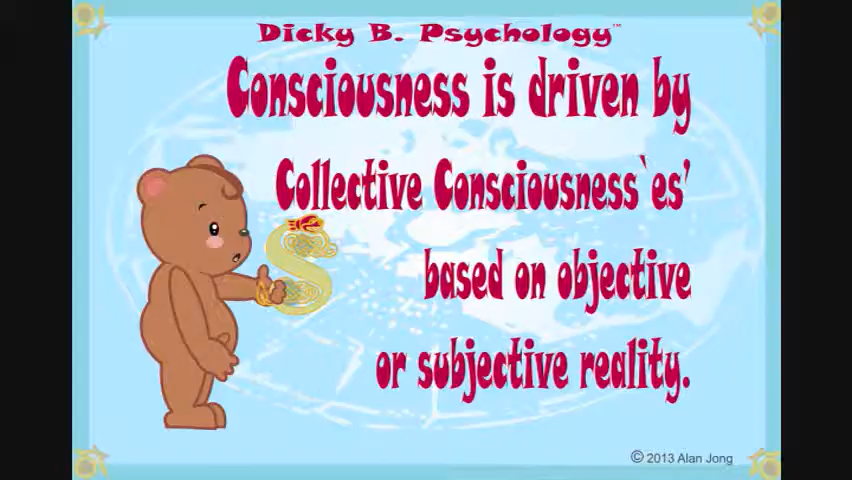 Dicky B. Psychology™
Consciousness is driven by
Collective Consciousness`es'
based on objective
or subjective reality.
© 2013 Alan Jong